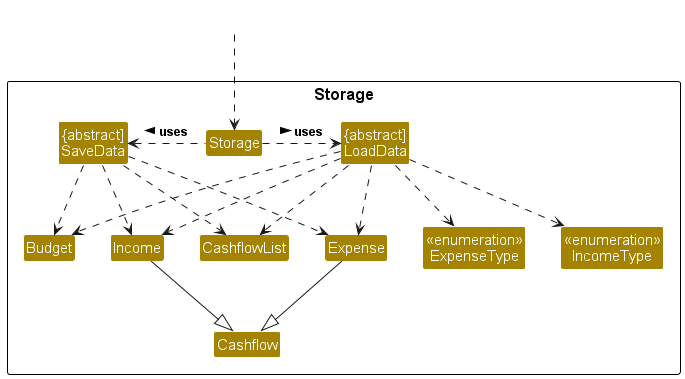 Storage
{abstract]
SaveData
uses
Storage
uses
{abstract]
LoadData
Budget
Income
CashflowList
Expense
«enumeration»
ExpenseType
«enumeration»
IncomeType
Cashflow